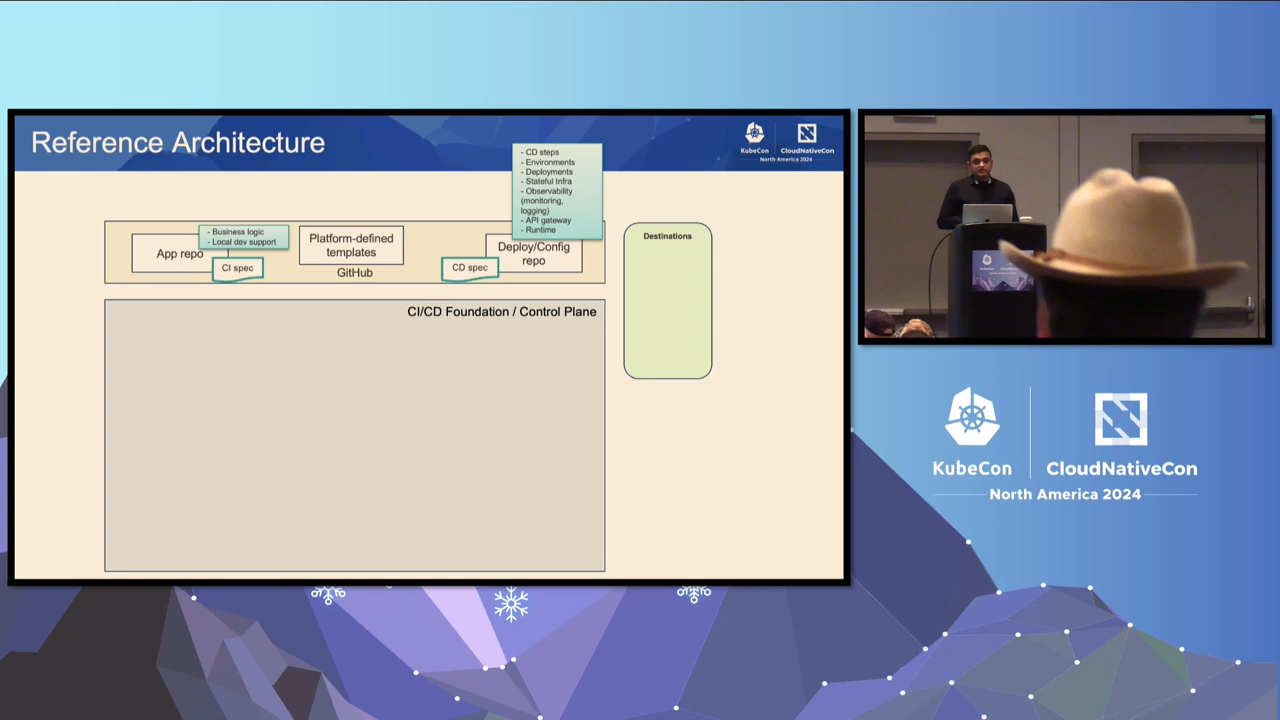 Reference Architecture
KubeCon
CloudNativeCon
North America 2024
- CD steps
- Environments
- Deployments
- Stateful Infra
- Observability
(monitoring,
logging)
- API gateway
- Runtime
- Business logic
- Local dev support
App repo
CI spec
Platform-defined
templates
GitHub
CD spec
Deploy/Config
repo
Destinations
CI/CD Foundation / Control Plane
KubeCon
CloudNativeCon
North America 2024